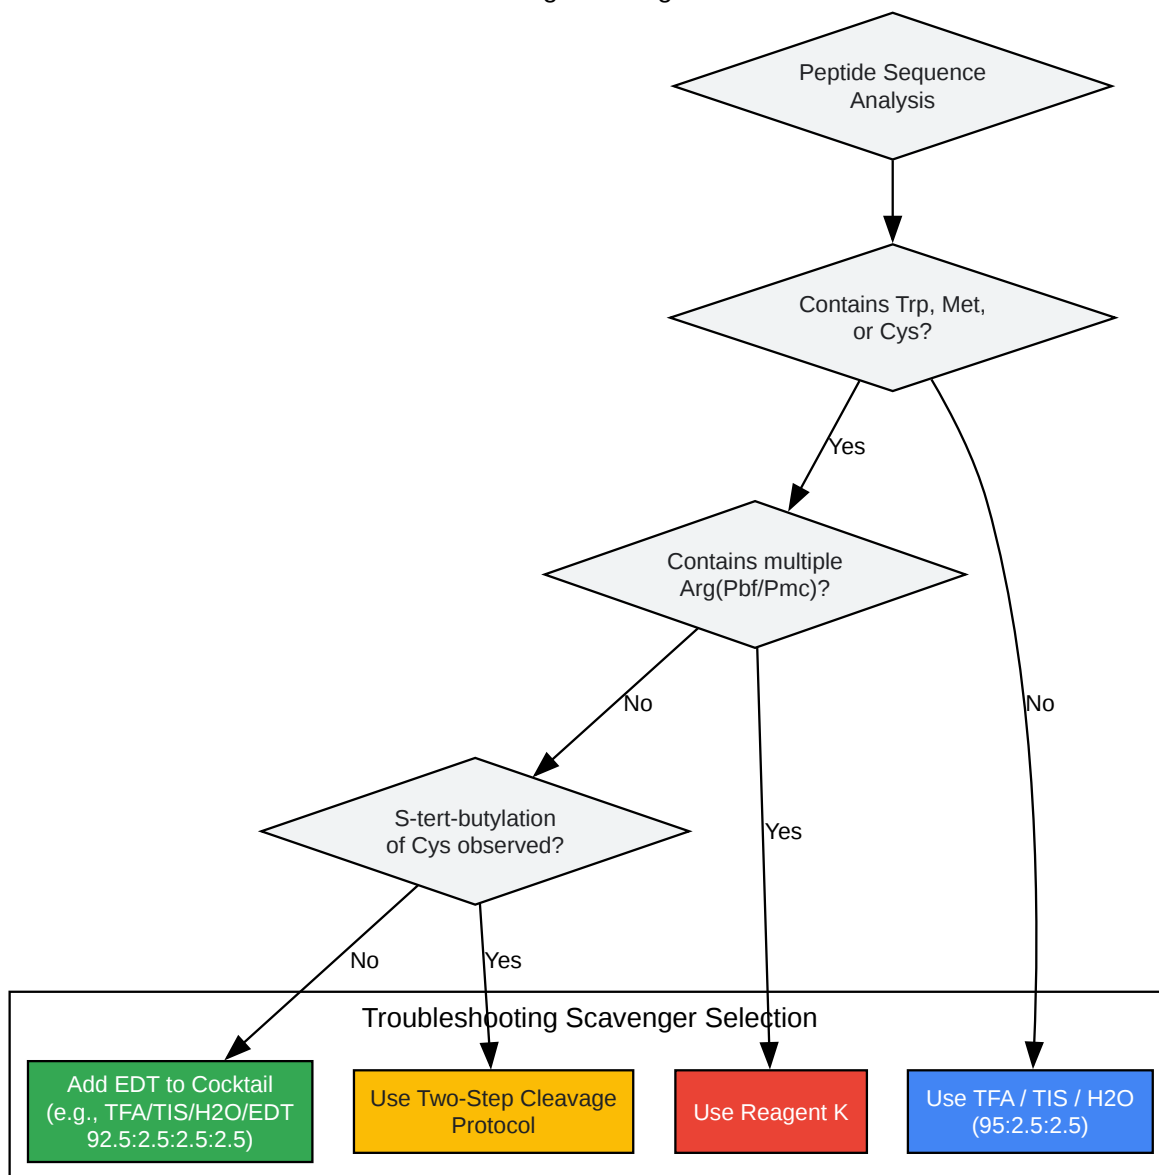 Peptide Sequence
Analysis
Contains Trp, Met,
or Cys?
Yes
Contains multiple
Arg(Pbf/Pmc)?
No
No
S-tert-butylation
of Cys observed?
Yes
No
Yes
Troubleshooting Scavenger Selection
Add EDT to Cocktail
(e.g., TFA/TIS/H2O/EDT
92.5:2.5:2.5:2.5)
Use Two-Step Cleavage
Protocol
Use Reagent K
Use TFA / TIS / H2O
(95:2.5:2.5)